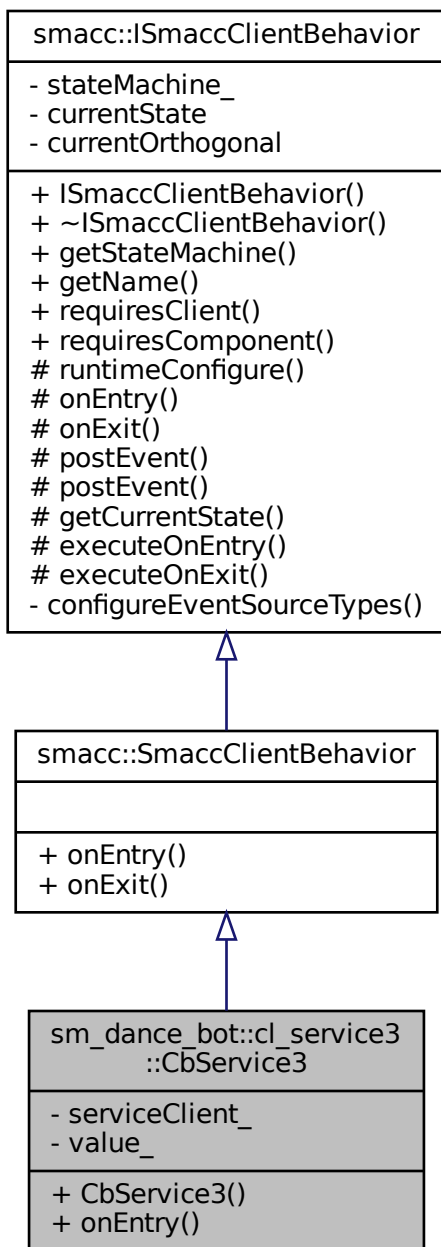 smacc::ISmaccClientBehavior
- stateMachine_
- currentState
- currentOrthogonal
+ ISmaccClientBehavior()
+ ~ISmaccClientBehavior()
+ getStateMachine()
+ getName()
+ requiresClient()
+ requiresComponent()
# runtimeConfigure()
# onEntry()
# onExit()
# postEvent()
# postEvent()
# getCurrentState()
# executeOnEntry()
# executeOnExit()
- configureEventSourceTypes()
smacc::SmaccClientBehavior
+ onEntry()
+ onExit()
sm_dance_bot::cl_service3
::CbService3
- serviceClient_
- value_
+ CbService3()
+ onEntry()